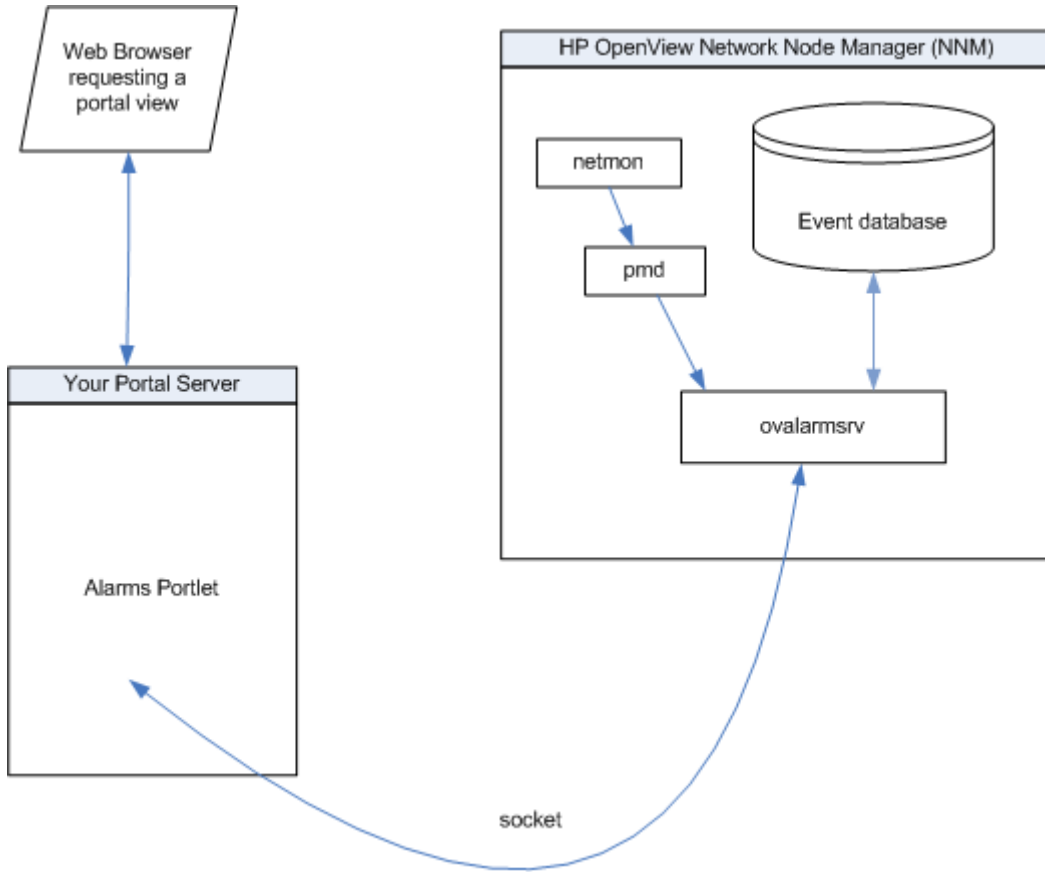 Web Browser
requesting a
portal view
HP OpenView Network Node Manager (NNM)
netmon
Event database
pmd
Your Portal Server
ovalarmsrv
Alarms Portlet
socket